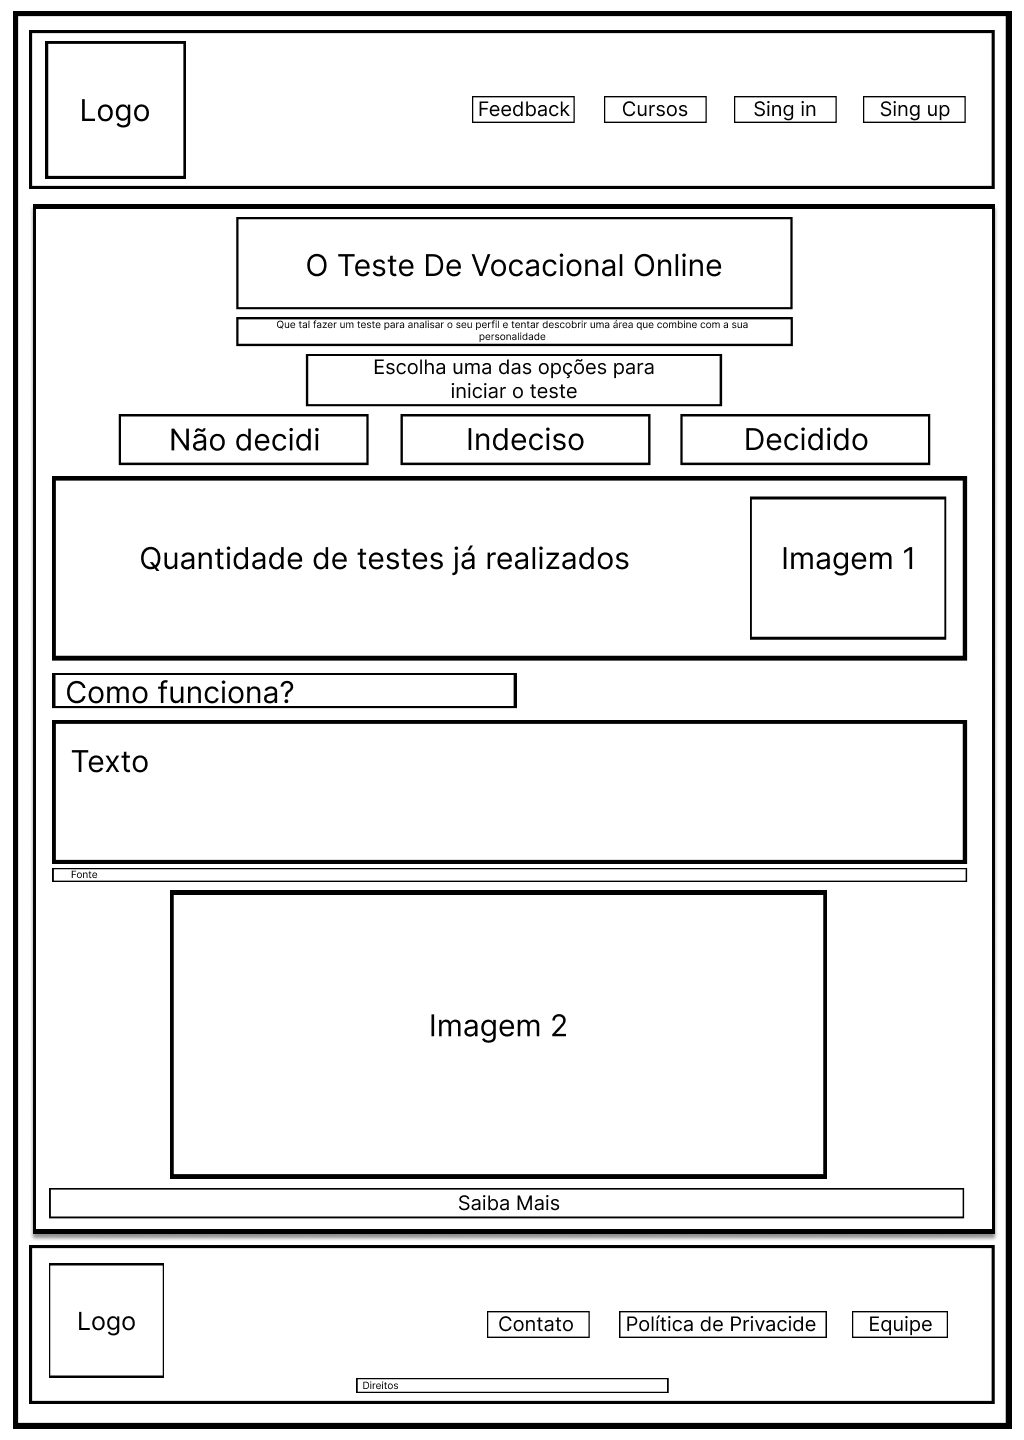 Logo
Feedback
Cursos
Sing in
Sing up
O Teste De Vocacional Online
Que tal fazer um teste para analisar o seu perfil e tentar descobrir uma área que combine com a sua
personalidade
Escolha uma das opções para
iniciar o teste
Não decidi
Indeciso
Decidido
Quantidade de testes já realizados
Imagem 1
Como funciona?
Texto
Fonte
Imagem 2
Saiba Mais
Logo
Contato
Política de Privacide
Equipe
Direitos